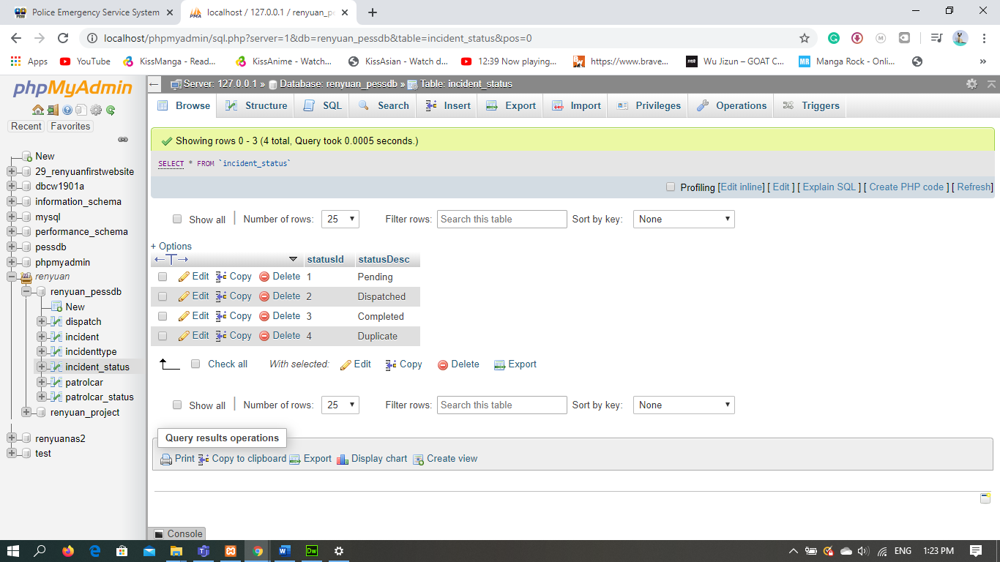 Police Emergency Service System
localhost / 127.0.0.1 / renyuan_pe
localhost/phpmyadmin/sql.php?server=1&db=renyuan_pessdb&table=incident_status&pos=0
Apps YouTube KissManga - Read... KissAnime - Watch... KissAsian - Watch d... 12:39 Now playing... https://www.brave... Wu Jizun – GOAT C... MR Manga Rock - Onli... »
phpMyAdmin
Recent Favorites
New
29_renyuanfirstwebsite
dbcw1901a
information_schema
mysql
performance_schema
pessdb
phpmyadmin
renyuan
renyuan_pessdb
New
dispatch
incident
incidenttype
incident_status
patrolcar
patrolcar_status
renyuan_project
renyuanas2
test
Server: 127.0.0.1 » Database: renyuan_pessdb » Table: incident_status
Browse Structure SQL Search Insert Export Import Privileges Operations Triggers
Showing rows 0 - 3 (4 total, Query took 0.0005 seconds.)
SELECT * FROM `incident_status`
Profiling [Edit inline] [ Edit ] [ Explain SQL ] [ Create PHP code ] [ Refresh]
Show all Number of rows: 25 Filter rows: Search this table Sort by key: None
+ Options
statusId statusDesc
Edit Copy Delete 1 Pending
Edit Copy Delete 2 Dispatched
Edit Copy Delete 3 Completed
Edit Copy Delete 4 Duplicate
Check all With selected: Edit Copy Delete Export
Show all Number of rows: 25 Filter rows: Search this table Sort by key: None
Query results operations
Print Copy to clipboard Export Display chart Create view
Console
Dw
ENG 1:23 PM